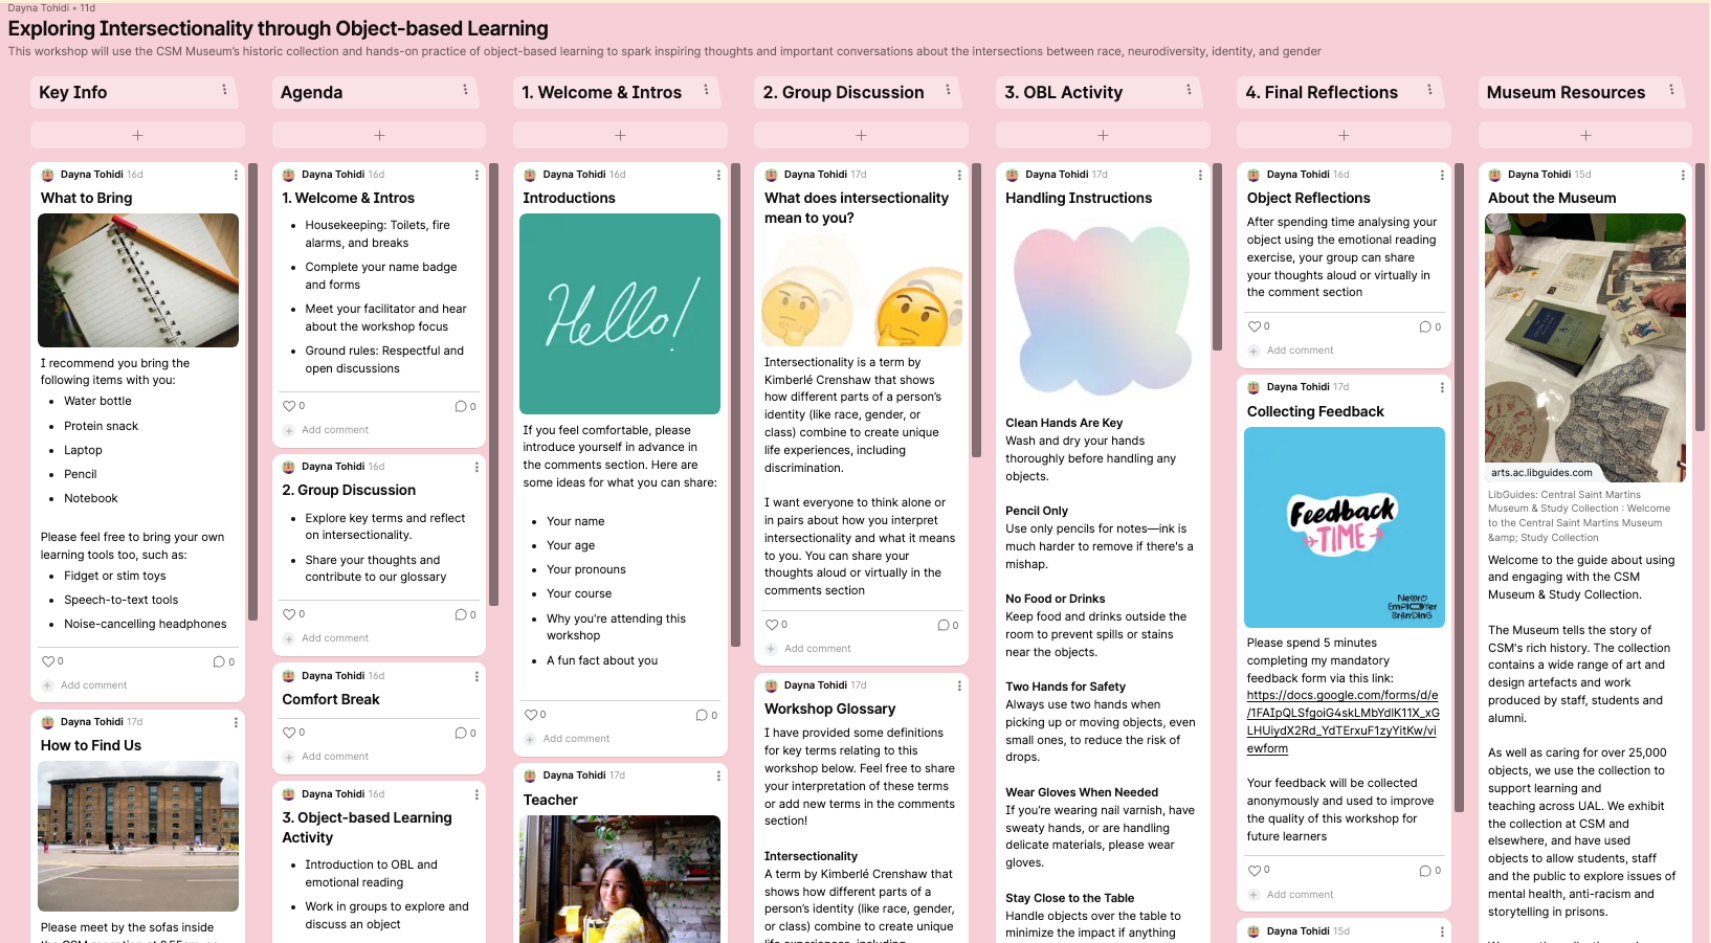 Dayna Tohidi • 11d
Exploring Intersectionality through Object-based Learning
This workshop will use the CSM Museum's historic collection and hands-on practice of object-based learning to spark inspiring thoughts and important conversations about the intersections between race, neurodiversity, identity, and gender
Key Info
Dayna Tohidi 16d
What to Bring
I recommend you bring the
following items with you:
Water bottle
Protein snack
Laptop
Pencil
Notebook
Please feel free to bring your own
learning tools too, such as:
Fidget or stim toys
Speech-to-text tools
Noise-cancelling headphones
0 0
Add comment
Dayna Tohidi 17d
How to Find Us
Please meet by the sofas inside
Agenda
Dayna Tohidi 16d
1. Welcome & Intros
Housekeeping: Toilets, fire
alarms, and breaks
Complete your name badge
and forms
Meet your facilitator and hear
about the workshop focus
Ground rules: Respectful and
open discussions
0 0
Add comment
Dayna Tohidi 16d
2. Group Discussion
Explore key terms and reflect
on intersectionality.
Share your thoughts and
contribute to our glossary
0 0
Add comment
Dayna Tohidi 16d
Comfort Break
0 0
Add comment
Dayna Tohidi 16d
3. Object-based Learning
Activity
Introduction to OBL and
emotional reading
Work in groups to explore and
discuss an object
1. Welcome & Intros
Dayna Tohidi 16d
Introductions
Hello!
If you feel comfortable, please
introduce yourself in advance in
the comments section. Here are
some ideas for what you can share:
Your name
Your age
Your pronouns
Your course
Why you're attending this
workshop
A fun fact about you
0 0
Add comment
Dayna Tohidi 17d
Teacher
2. Group Discussion
Dayna Tohidi 17d
What does intersectionality
mean to you?
Intersectionality is a term by
Kimberlé Crenshaw that shows
how different parts of a person's
identity (like race, gender, or
class) combine to create unique
life experiences, including
discrimination.
I want everyone to think alone or
in pairs about how you interpret
intersectionality and what it means
to you. You can share your
thoughts aloud or virtually in the
comments section
0 0
Add comment
Dayna Tohidi 17d
Workshop Glossary
I have provided some definitions
for key terms relating to this
workshop below. Feel free to share
your interpretation of these terms
or add new terms in the comments
section!
Intersectionality
A term by Kimberlé Crenshaw that
shows how different parts of a
person's identity (like race, gender,
or class) combine to create unique
life experiences, including
3. OBL Activity
Dayna Tohidi 17d
Handling Instructions
Clean Hands Are Key
Wash and dry your hands
thoroughly before handling any
objects.
Pencil Only
Use only pencils for notes—ink is
much harder to remove if there's a
mishap.
No Food or Drinks
Keep food and drinks outside the
room to prevent spills or stains
near the objects.
Two Hands for Safety
Always use two hands when
picking up or moving objects, even
small ones, to reduce the risk of
drops.
Wear Gloves When Needed
If you're wearing nail varnish, have
sweaty hands, or are handling
delicate materials, please wear
gloves.
Stay Close to the Table
Handle objects over the table to
minimize the impact if anything
4. Final Reflections
Dayna Tohidi 16d
Object Reflections
After spending time analysing your
object using the emotional reading
exercise, your group can share
your thoughts aloud or virtually in
the comment section
0 0
Add comment
Dayna Tohidi 17d
Collecting Feedback
Feedback
TIME
Neuro
Employer
Branding
Please spend 5 minutes
completing my mandatory
feedback form via this link:
https://docs.google.com/forms/d/e
/1FAIpQLSfgoiG4skLMbYdlK11X_xG
LHUiydX2Rd_YdTErxuF1zyYitKw/vi
ewform
Your feedback will be collected
anonymously and used to improve
the quality of this workshop for
future learners
0 0
Add comment
Dayna Tohidi 15d
Museum Resources
Dayna Tohidi 15d
About the Museum
arts.ac.libguides.com
LibGuides: Central Saint Martins
Museum & Study Collection : Welcome
to the Central Saint Martins Museum
&amp; Study Collection
Welcome to the guide about using
and engaging with the CSM
Museum & Study Collection.
The Museum tells the story of
CSM's rich history. The collection
contains a wide range of art and
design artefacts and work
produced by staff, students and
alumni.
As well as caring for over 25,000
objects, we use the collection to
support learning and
teaching across UAL. We exhibit
the collection at CSM and
elsewhere, and have used
objects to allow students, staff
and the public to explore issues of
mental health, anti-racism and
storytelling in prisons.